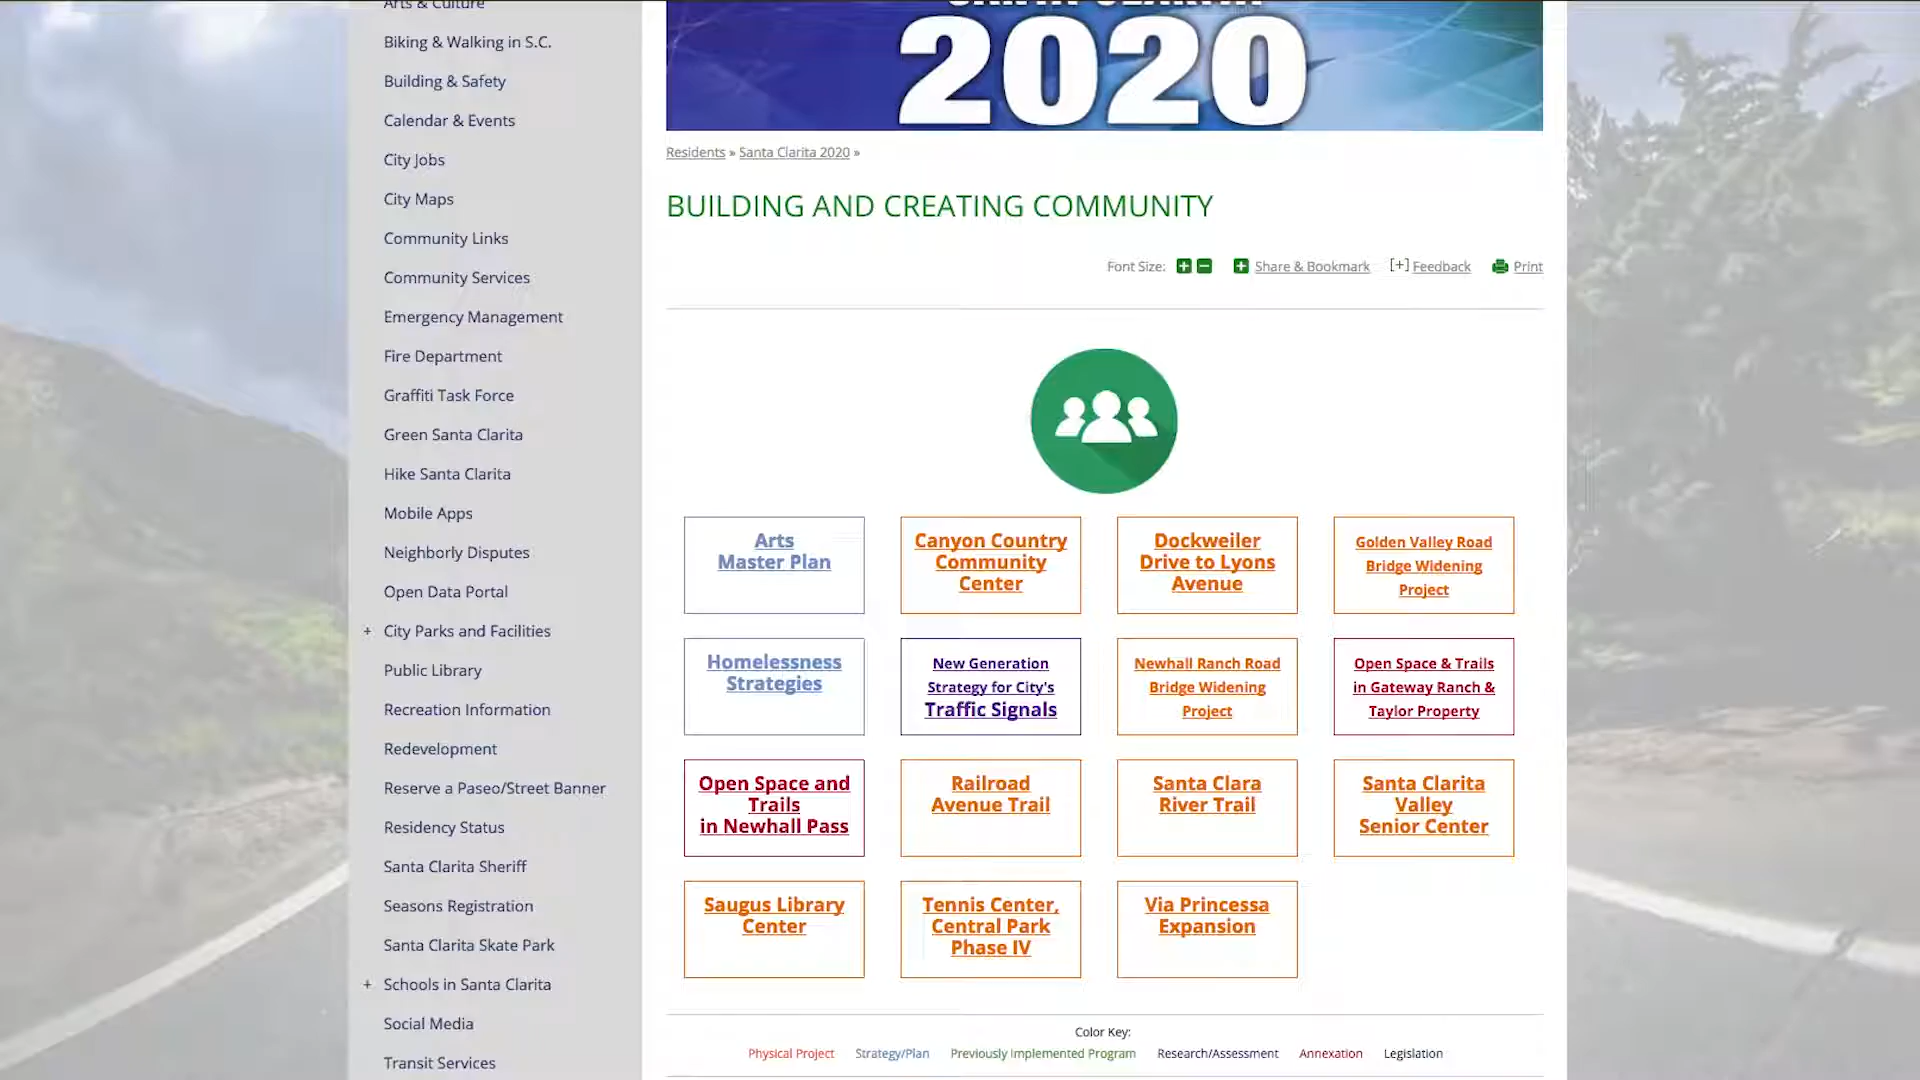 Arts & Culture
Biking & Walking in S.C.
Building & Safety
Calendar & Events
City Jobs
City Maps
Community Links
Community Services
Emergency Management
Fire Department
Graffiti Task Force
Green Santa Clarita
Hike Santa Clarita
Mobile Apps
Neighborly Disputes
Open Data Portal
+ City Parks and Facilities
Public Library
Recreation Information
Redevelopment
Reserve a Paseo/Street Banner
Residency Status
Santa Clarita Sheriff
Seasons Registration
Santa Clarita Skate Park
+ Schools in Santa Clarita
Social Media
Transit Services
SANTA CLARITA
2020
Residents » Santa Clarita 2020 »
BUILDING AND CREATING COMMUNITY
Font Size: + − + Share & Bookmark [+] Feedback Print
Arts
Master Plan
Canyon Country
Community
Center
Dockweiler
Drive to Lyons
Avenue
Golden Valley Road
Bridge Widening
Project
Homelessness
Strategies
New Generation
Strategy for City's
Traffic Signals
Newhall Ranch Road
Bridge Widening
Project
Open Space & Trails
in Gateway Ranch &
Taylor Property
Open Space and
Trails
in Newhall Pass
Railroad
Avenue Trail
Santa Clara
River Trail
Santa Clarita
Valley
Senior Center
Saugus Library
Center
Tennis Center,
Central Park
Phase IV
Via Princessa
Expansion
Color Key:
Physical Project Strategy/Plan Previously Implemented Program Research/Assessment Annexation Legislation